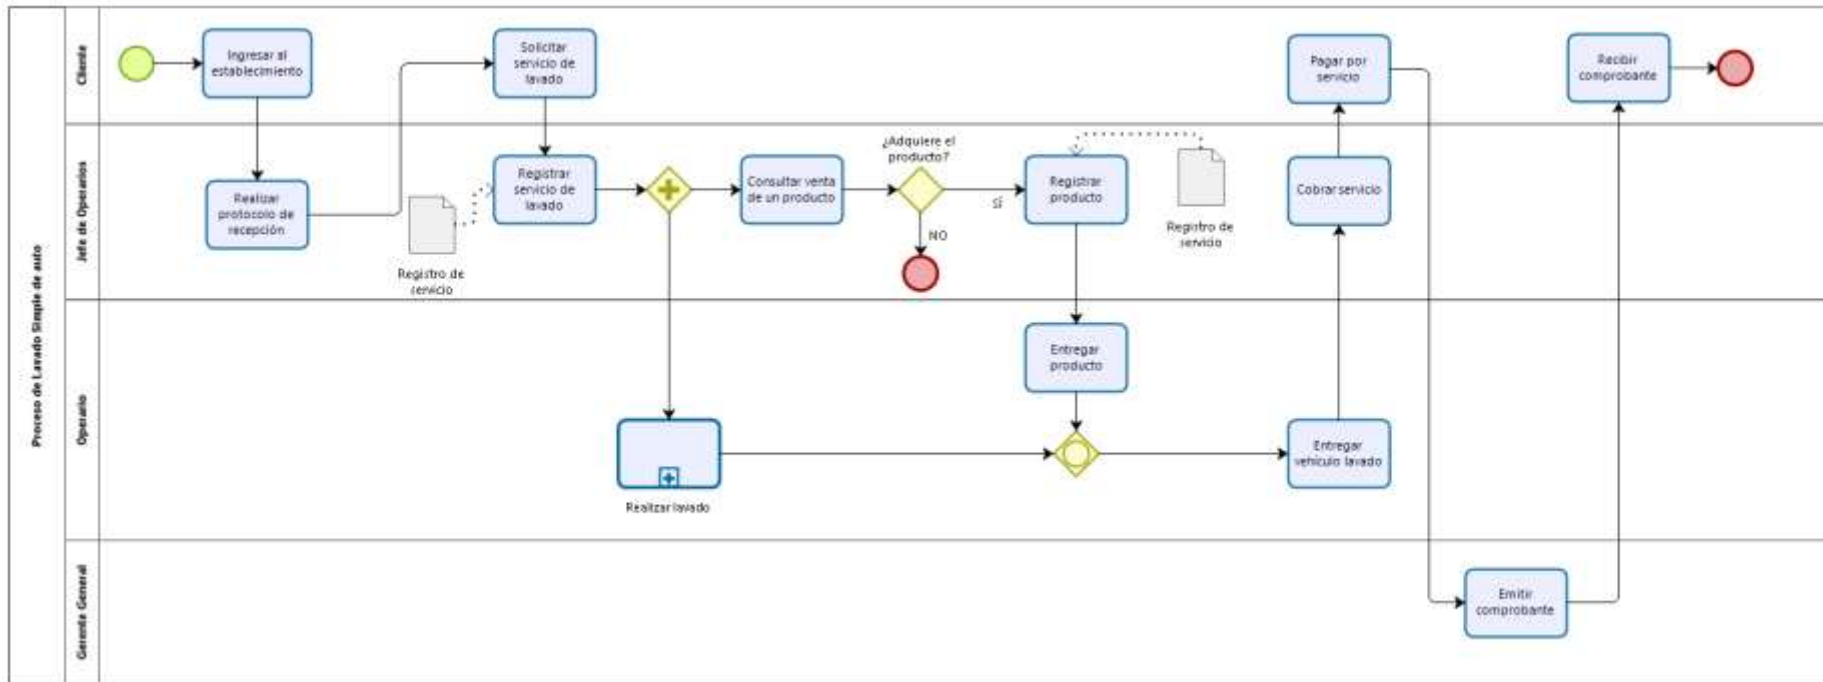 Proceso de Lavado Simple de auto
Cliente
Ingresar al
establecimiento
Solicitar
servicio de
lavado
Pagar por
servicio
Recibir
comprobante
Jefe de Operarios
Realizar
protocolo de
recepción
Registro de
servicio
Registrar
servicio de
lavado
Consultar venta
de un producto
¿Adquiere el
producto?
SÍ
NO
Registrar
producto
Registro de
servicio
Cobrar servicio
Operario
Realizar lavado
Entregar
producto
Entregar
vehículo lavado
Gerente General
Emitir
comprobante